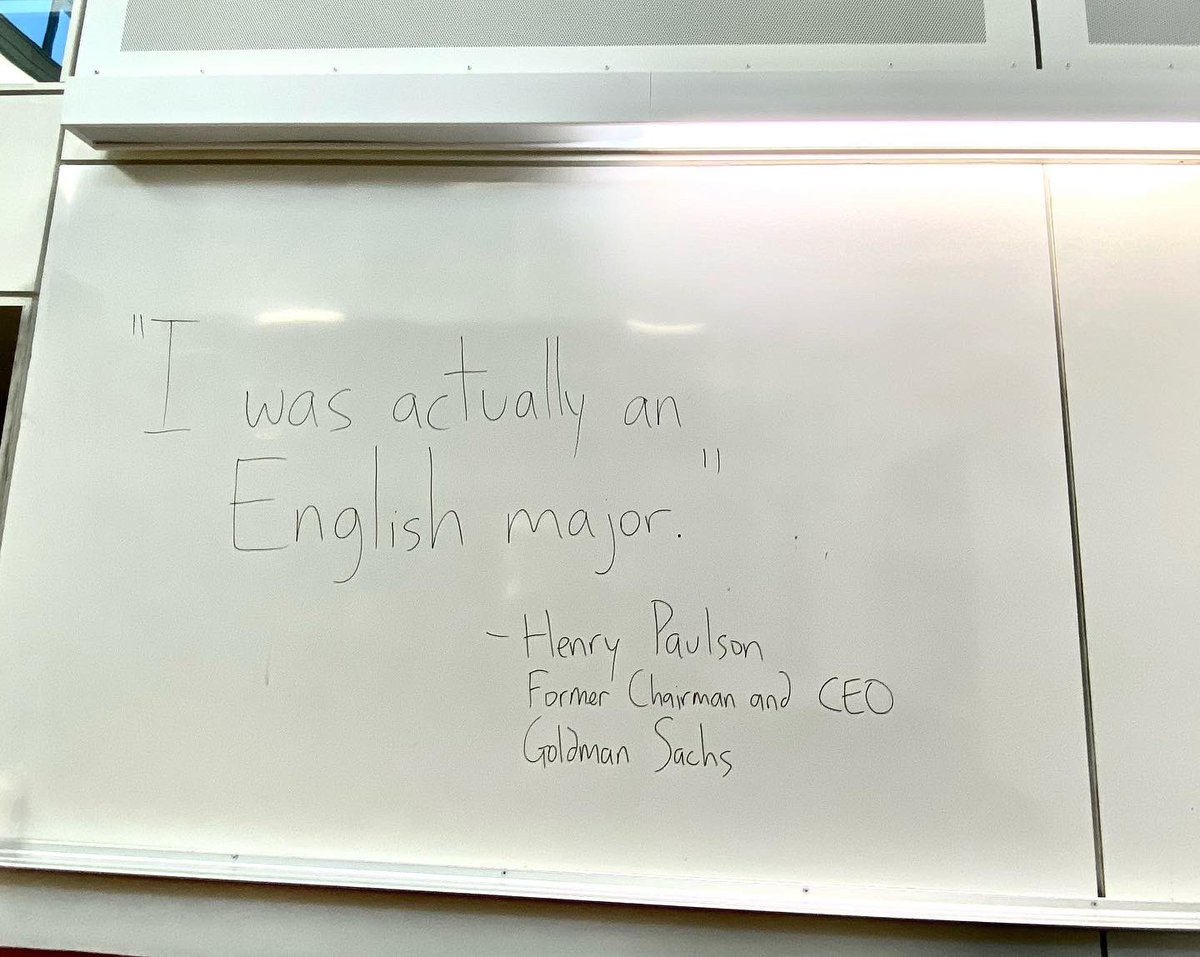 "I was actually an
English major."
- Henry Paulson
Former Chairman and CEO
Goldman Sachs